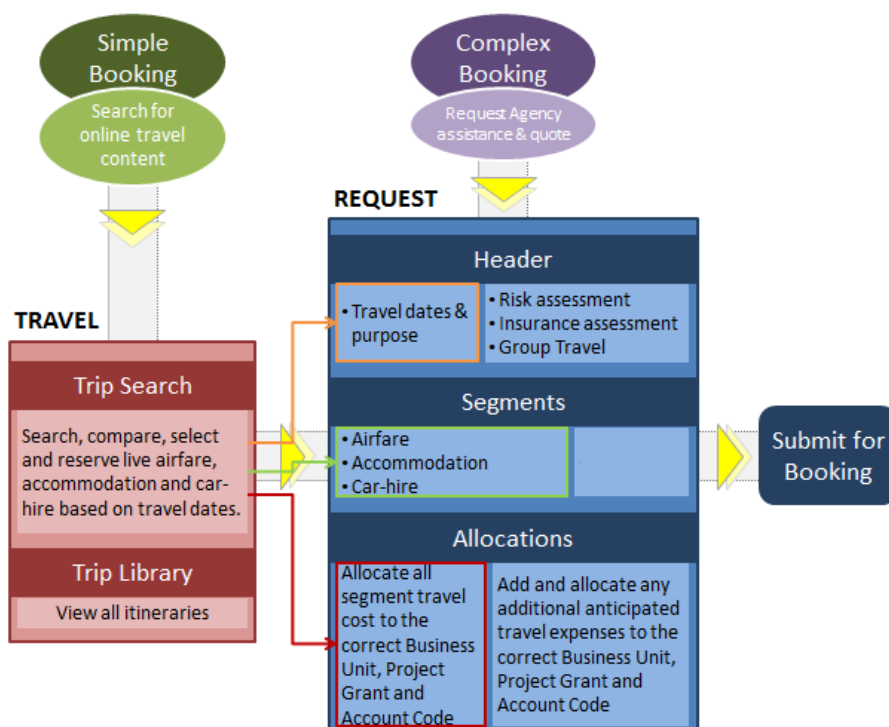 Simple
Booking
Search for
online travel
content
Complex
Booking
Request Agency
assistance & quote
REQUEST
Header
• Travel dates &
purpose
• Risk assessment
• Insurance assessment
• Group Travel
TRAVEL
Trip Search
Search, compare, select
and reserve live airfare,
accommodation and car-
hire based on travel dates.
Trip Library
View all itineraries
Segments
• Airfare
• Accommodation
• Car-hire
Allocations
Allocate all
segment travel
cost to the
correct Business
Unit, Project
Grant and
Account Code
Add and allocate any
additional anticipated
travel expenses to the
correct Business Unit,
Project Grant and
Account Code
Submit for
Booking